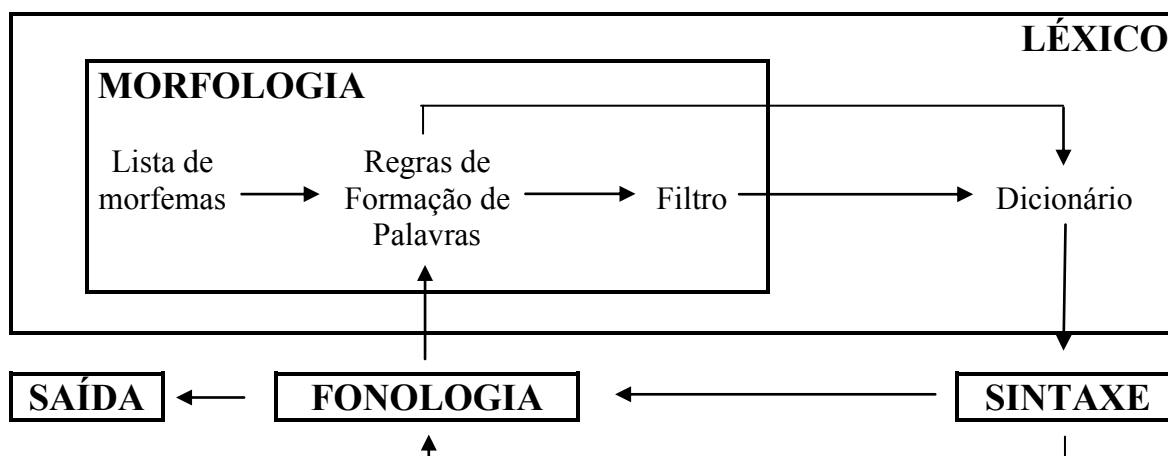 LÉXICO
MORFOLOGIA
Lista de
morfemas
Regras de
Formação de
Palavras
Filtro
Dicionário
SAÍDA
FONOLOGIA
SINTAXE